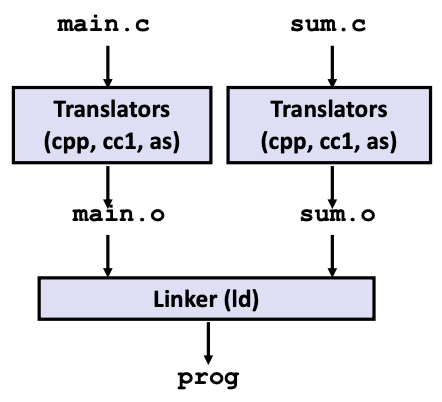 main.c
sum.c
Translators
(cpp, cc1, as)
Translators
(cpp, cc1, as)
main.o
sum.o
Linker (ld)
prog